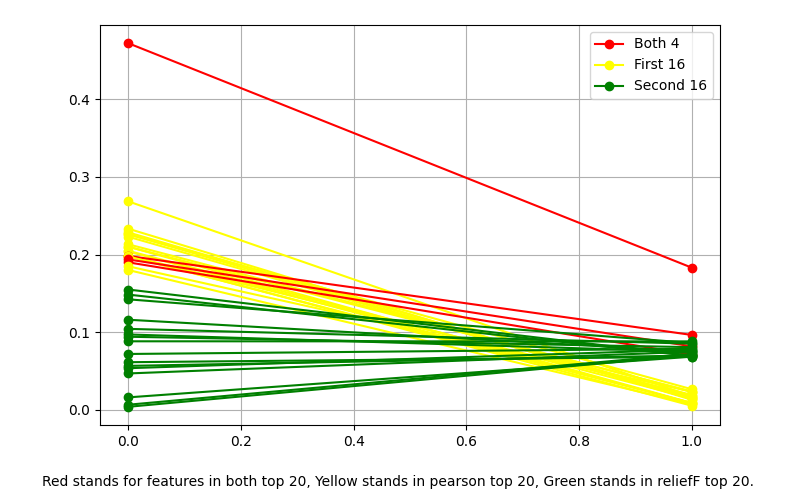 Both 4
First 16
Second 16
0.4
0.3
0.2
0.1
0.0
0.0 0.2 0.4 0.6 0.8 1.0
Red stands for features in both top 20, Yellow stands in pearson top 20, Green stands in reliefF top 20.